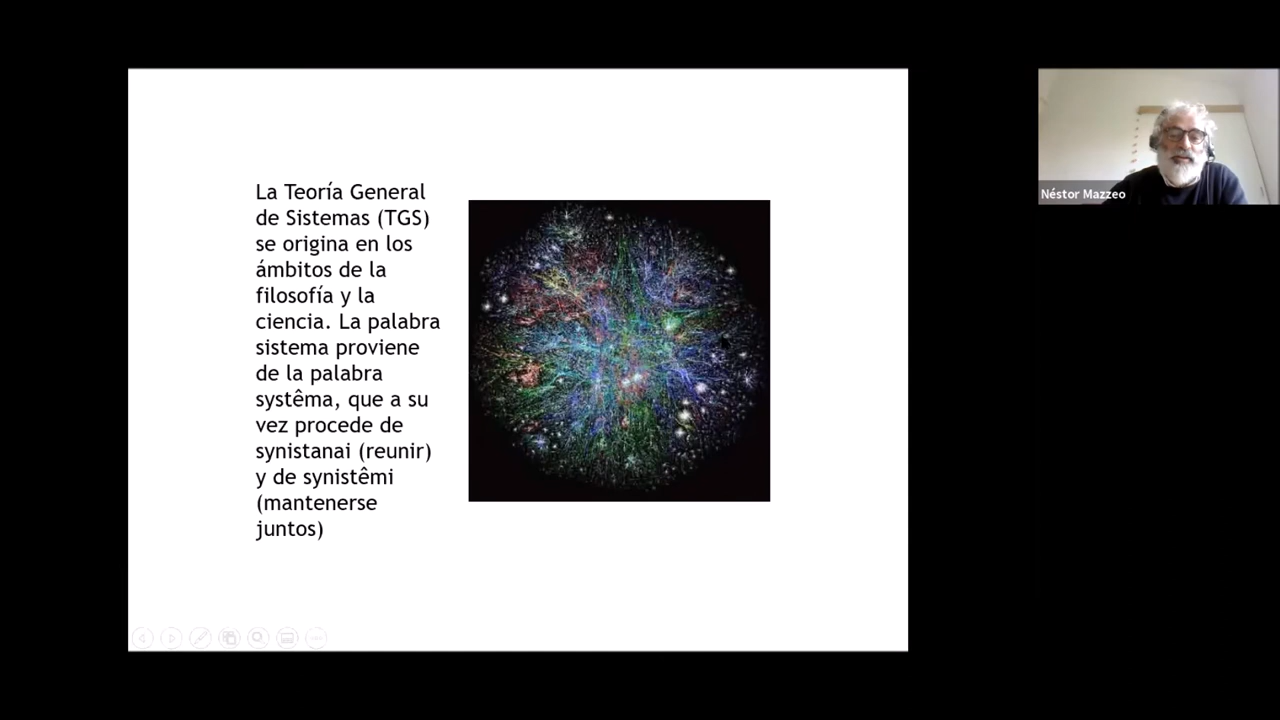 La Teoría General
de Sistemas (TGS)
se origina en los
ámbitos de la
filosofía y la
ciencia. La palabra
sistema proviene
de la palabra
systêma, que a su
vez procede de
synistanai (reunir)
y de synistêmi
(mantenerse
juntos)
Néstor Mazzeo